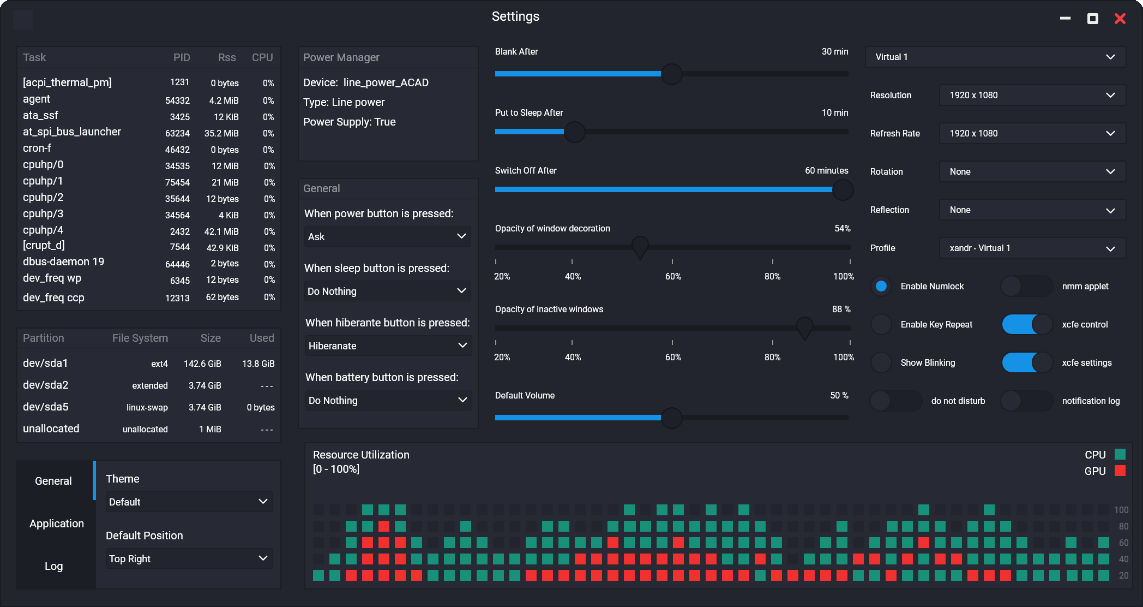 Settings
Task PID Rss CPU
[acpi_thermal_pm] 1231 0 bytes 0%
agent 54332 4.2 MiB 0%
ata_ssf 3425 12 KiB 0%
at_spi_bus_launcher 63234 35.2 MiB 0%
cron-f 46432 0 bytes 0%
cpuhp/0 34535 12 MiB 0%
cpuhp/1 75454 21 MiB 0%
cpuhp/2 35644 12 bytes 0%
cpuhp/3 34564 4 KiB 0%
cpuhp/4 2432 42.1 MiB 0%
[crupt_d] 7544 42.9 KiB 0%
dbus-daemon 19 64446 2 bytes 0%
dev_freq wp 6345 12 bytes 0%
dev_freq ccp 12313 62 bytes 0%
Partition File System Size Used
dev/sda1 ext4 142.6 GiB 13.8 GiB
dev/sda2 extended 3.74 GiB ---
dev/sda5 linux-swap 3.74 GiB 0 bytes
unallocated unallocated 1 MiB ---
General
Application
Log
Theme
Default
Default Position
Top Right
Power Manager
Device: line_power_ACAD
Type: Line power
Power Supply: True
General
When power button is pressed:
Ask
When sleep button is pressed:
Do Nothing
When hiberante button is pressed:
Hiberanate
When battery button is pressed:
Do Nothing
Blank After 30 min
Put to Sleep After 10 min
Switch Off After 60 minutes
Opacity of window decoration 54%
20% 40% 60% 80% 100%
Opacity of inactive windows 88 %
20% 40% 60% 80% 100%
Default Volume 50 %
Virtual 1
Resolution 1920 x 1080
Refresh Rate 1920 x 1080
Rotation None
Reflection None
Profile xandr - Virtual 1
Enable Numlock nmm applet
Enable Key Repeat xcfe control
Show Blinking xcfe settings
do not disturb notification log
Resource Utilization
[0 - 100%]
CPU
GPU
100
80
60
40
20